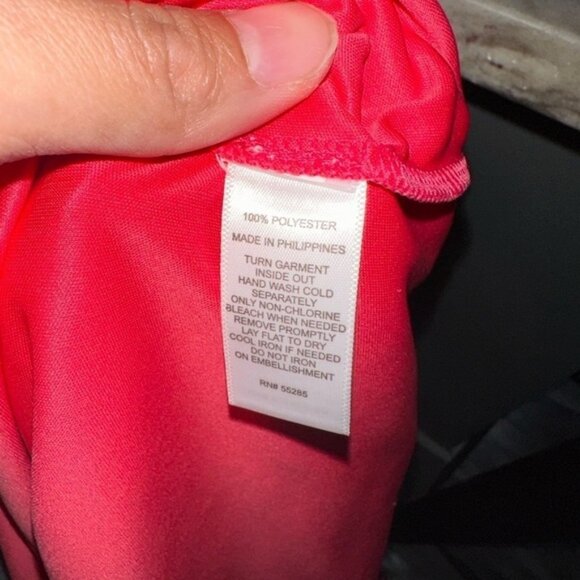 100% POLYESTER
MADE IN PHILIPPINES
TURN GARMENT
INSIDE OUT
HAND WASH COLD
SEPARATELY
ONLY NON-CHLORINE
BLEACH WHEN NEEDED
REMOVE PROMPTLY
LAY FLAT TO DRY
COOL IRON IF NEEDED
DO NOT IRON
ON EMBELLISHMENT
RN# 55285